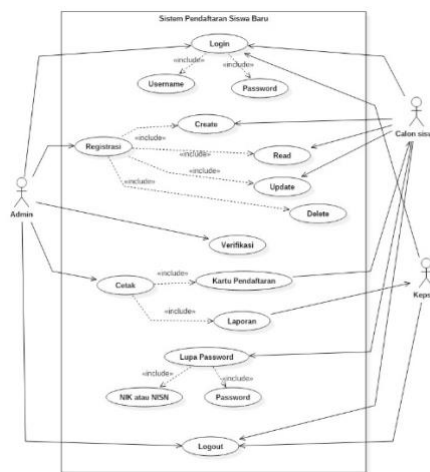 Sistem Pendaftaran Siswa Baru
Login
«include»
«include»
Username
Password
Create
«include»
Registrasi
«include»
Read
«include»
Update
«include»
Delete
Calon sisw
Admin
Verifikasi
Cetak
«include»
Kartu Pendaftaran
«include»
Laporan
Keps
Lupa Password
«include»
«include»
NIK atau NISN
Password
Logout